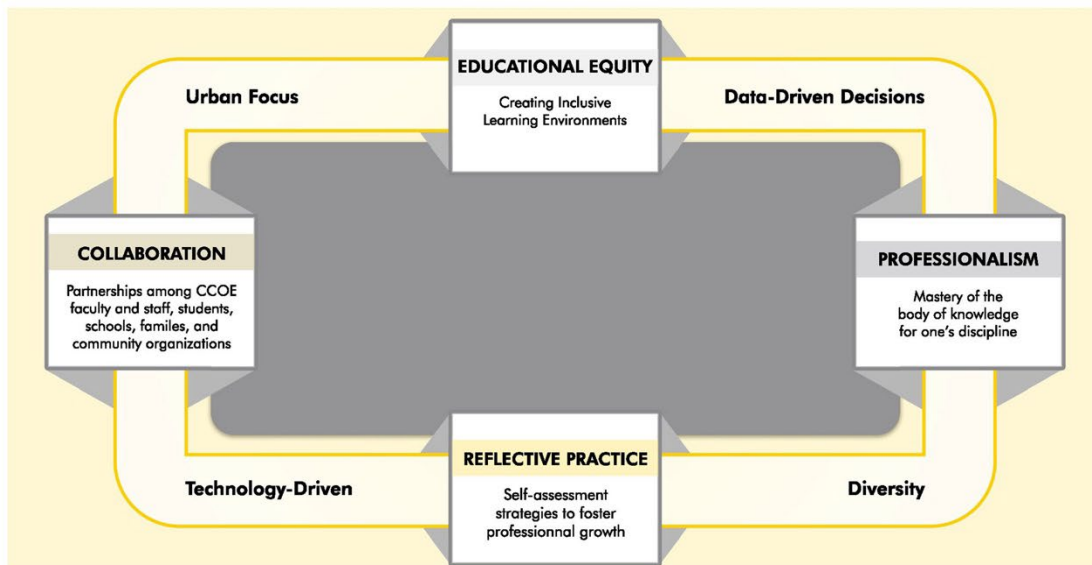 EDUCATIONAL EQUITY
Creating Inclusive
Learning Environments
Urban Focus
Data-Driven Decisions
COLLABORATION
Partnerships among CCOE
faculty and staff, students,
schools, familes, and
community organizations
PROFESSIONALISM
Mastery of the
body of knowledge
for one's discipline
REFLECTIVE PRACTICE
Self-assessment
strategies to foster
professionnal growth
Technology-Driven
Diversity